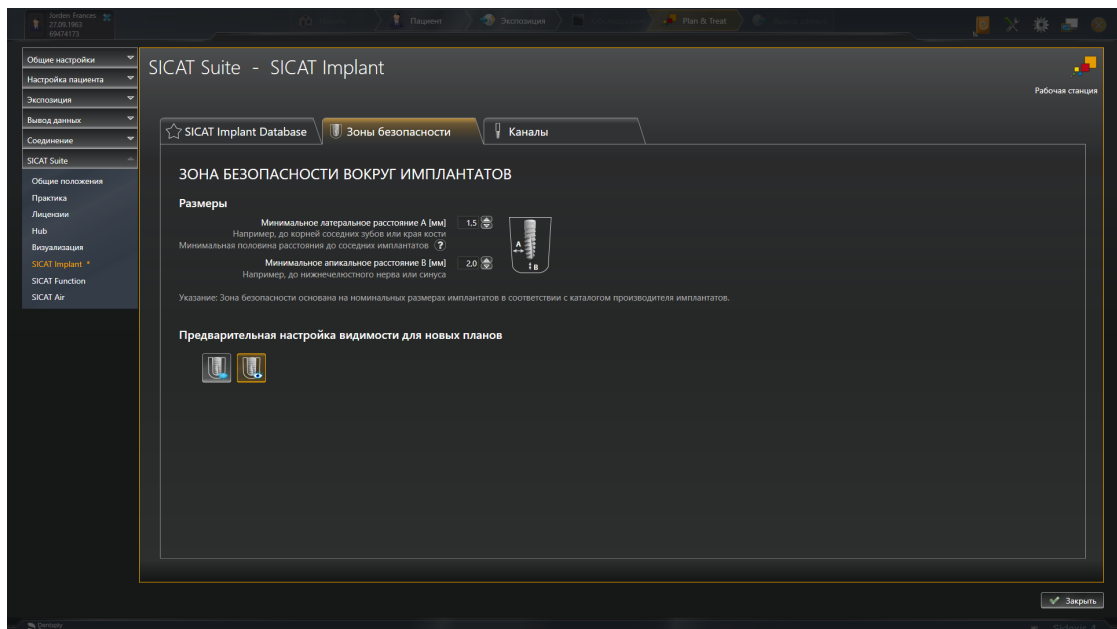 Jorden Frances
27.09.1963
69474173
Пациент
Экспозиция
Plan & Treat
Общие настройки
Настройка пациента
Экспозиция
Вывод данных
Соединение
SICAT Suite
Общие положения
Практика
Лицензии
Hub
Визуализация
SICAT Implant *
SICAT Function
SICAT Air
SICAT Suite - SICAT Implant
Рабочая станция
SICAT Implant Database
Зоны безопасности
Каналы
ЗОНА БЕЗОПАСНОСТИ ВОКРУГ ИМПЛАНТАТОВ
Размеры
Минимальное латеральное расстояние A [мм] 1,5
Например, до корней соседних зубов или края кости
Минимальная половина расстояния до соседних имплантатов ?
Минимальное апикальное расстояние B [мм] 2,0
Например, до нижнечелюстного нерва или синуса
A
B
Указание: Зона безопасности основана на номинальных размерах имплантатов в соответствии с каталогом производителя имплантатов.
Предварительная настройка видимости для новых планов
Закрыть
Dentsply
Sidexis 4